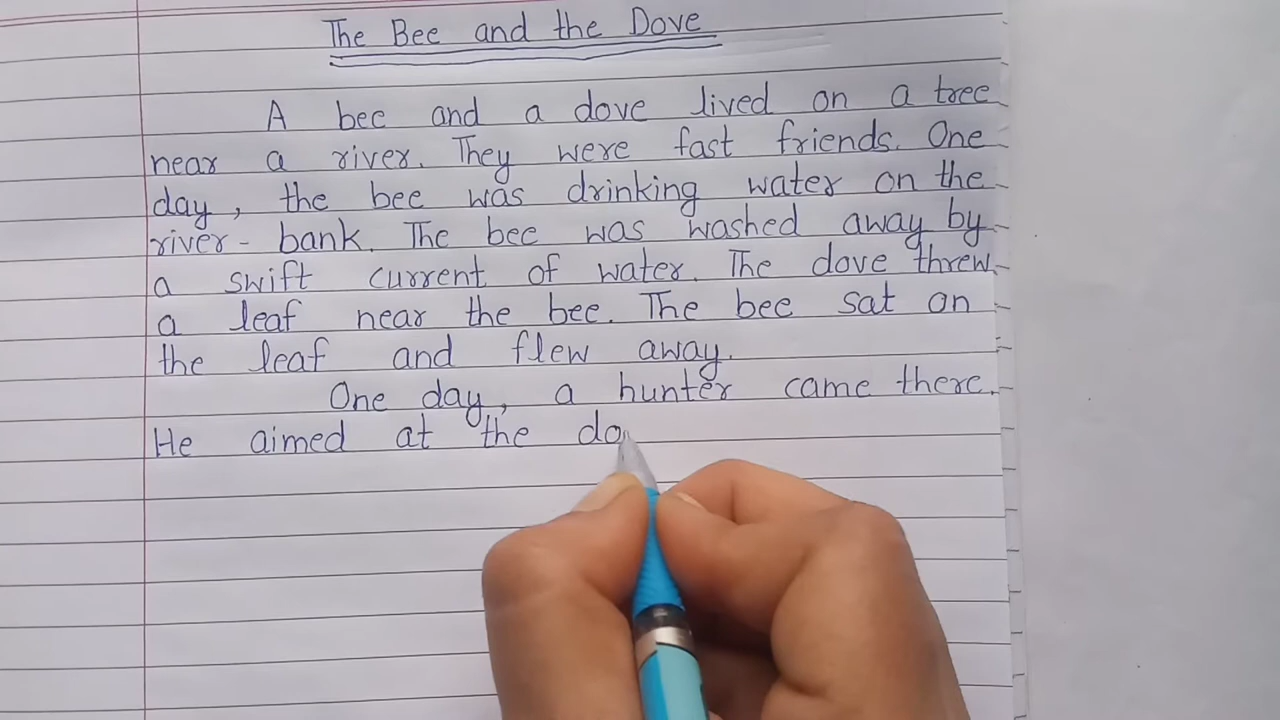 The Bee and the Dove
A bee and a dove lived on a tree
near a river. They were fast friends. One
day, the bee was drinking water on the
river-bank. The bee was washed away by
a swift current of water. The dove threw
a leaf near the bee. The bee sat on
the leaf and flew away.
One day, a hunter came there.
He aimed at the do